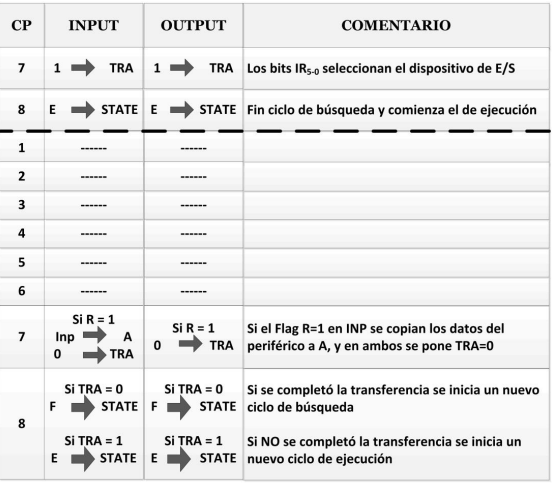 CP INPUT OUTPUT COMENTARIO
7 1 TRA 1 TRA Los bits IR5-0 seleccionan el dispositivo de E/S
8 E STATE E STATE Fin ciclo de búsqueda y comienza el de ejecución
1 ------ ------
2 ------ ------
3 ------ ------
4 ------ ------
5 ------ ------
6 ------ ------
7
Si R = 1
Inp A
0 TRA
Si R = 1
0 TRA
Si el Flag R=1 en INP se copian los datos del
periférico a A, y en ambos se pone TRA=0
8
Si TRA = 0
F STATE
Si TRA = 0
F STATE
Si se completó la transferencia se inicia un nuevo
ciclo de búsqueda
Si TRA = 1
E STATE
Si TRA = 1
E STATE
Si NO se completó la transferencia se inicia un
nuevo ciclo de ejecución